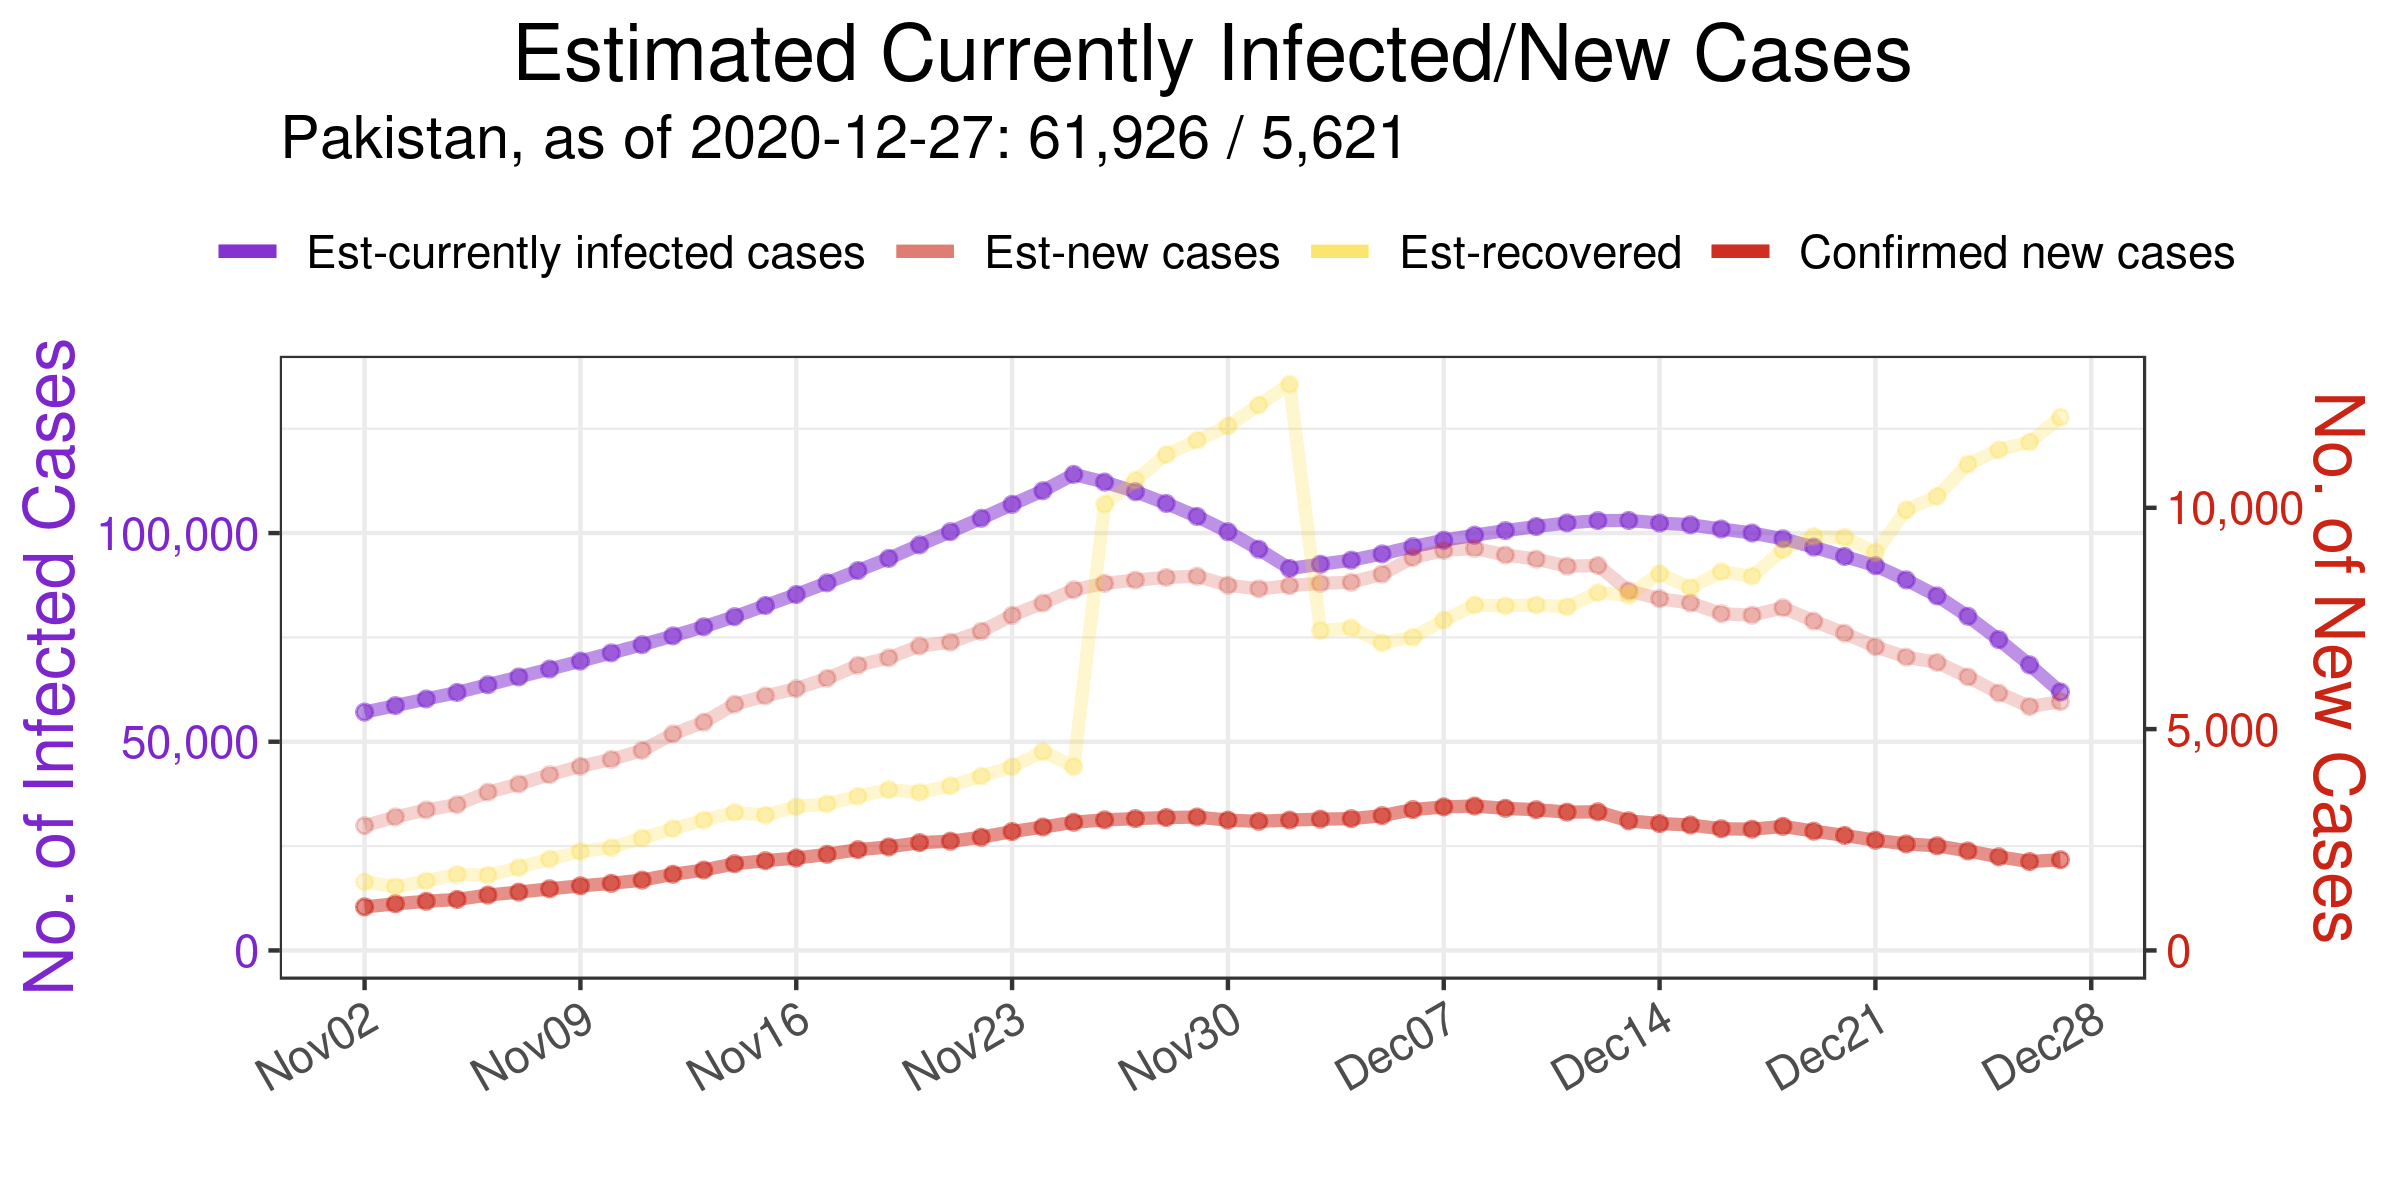 Estimated Currently Infected/New Cases
Pakistan, as of 2020-12-27: 61,926 / 5,621
Est-currently infected cases Est-new cases Est-recovered Confirmed new cases
No. of Infected Cases
100,000
50,000
0
10,000
5,000
0
No. of New Cases
Nov02 Nov09 Nov16 Nov23 Nov30 Dec07 Dec14 Dec21 Dec28